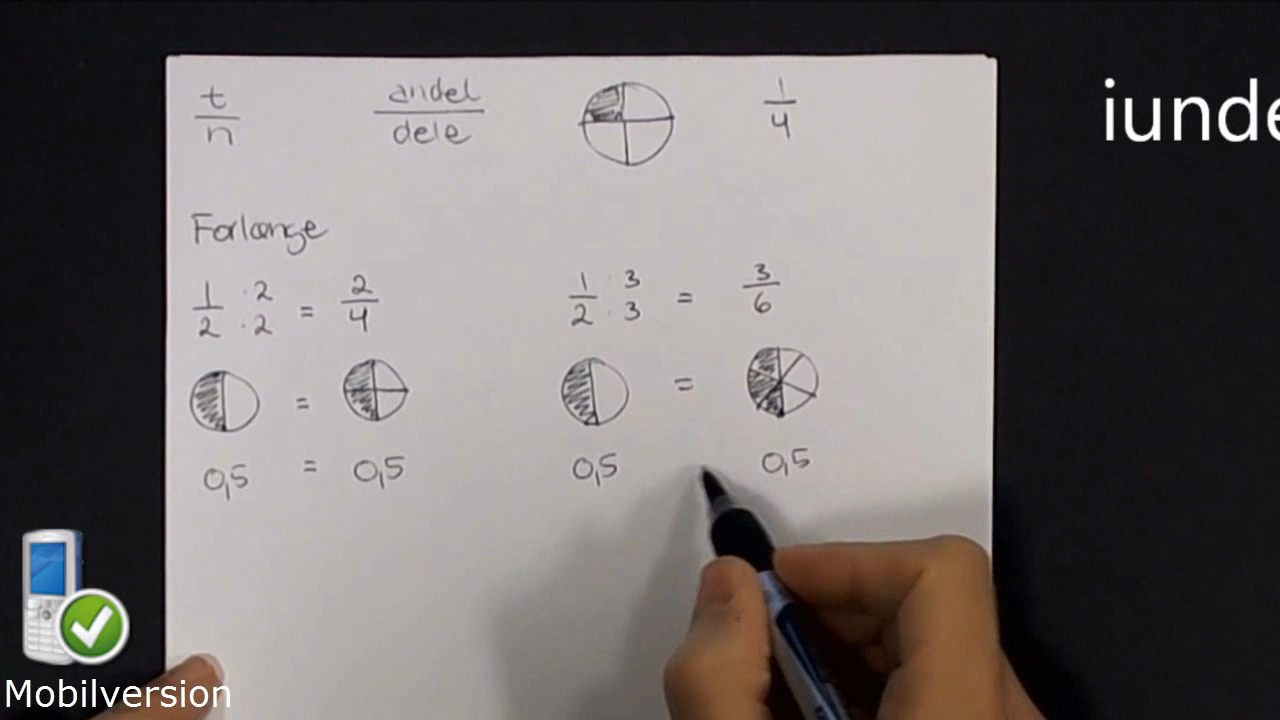 t/n andel/dele 1/4
iunde
Forlænge
1/2 · 2/· 2 = 2/4 1/2 · 3/· 3 = 3/6
= =
0,5 = 0,5 0,5 0,5
Mobilversion